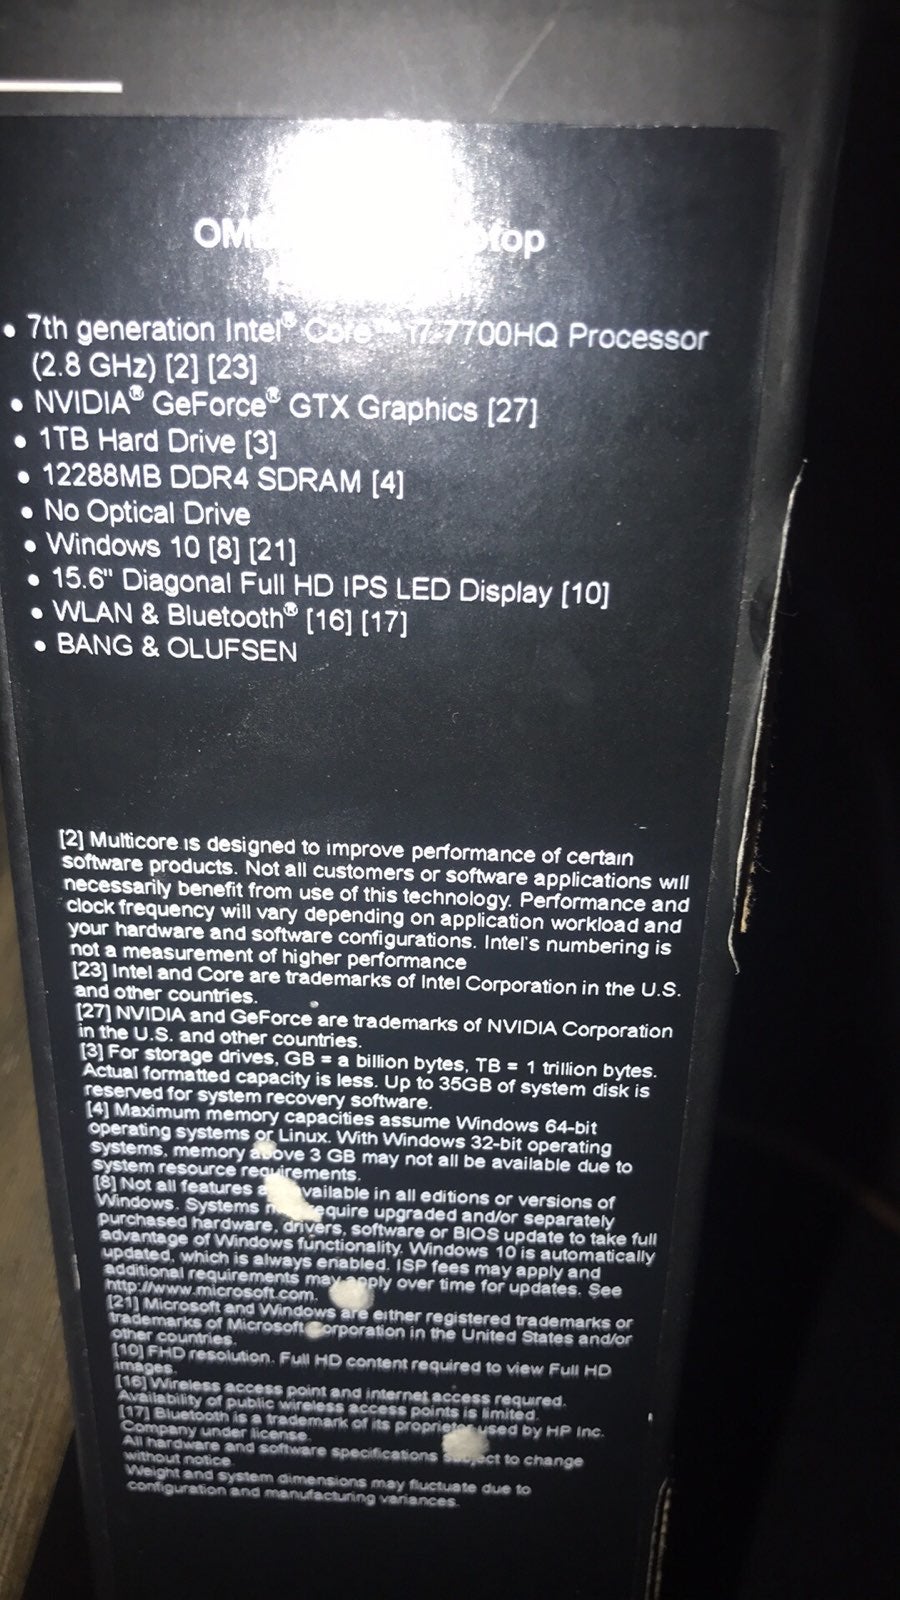 • 7th generation Intel® Core™ i7-7700HQ Processor
(2.8 GHz) [2] [23]
• NVIDIA® GeForce® GTX Graphics [27]
• 1TB Hard Drive [3]
• 12288MB DDR4 SDRAM [4]
• No Optical Drive
• Windows 10 [8] [21]
• 15.6" Diagonal Full HD IPS LED Display [10]
• WLAN & Bluetooth® [16] [17]
• BANG & OLUFSEN
[2] Multicore is designed to improve performance of certain
software products. Not all customers or software applications will
necessarily benefit from use of this technology. Performance and
clock frequency will vary depending on application workload and
your hardware and software configurations. Intel's numbering is
not a measurement of higher performance
[23] Intel and Core are trademarks of Intel Corporation in the U.S.
and other countries.
[27] NVIDIA and GeForce are trademarks of NVIDIA Corporation
in the U.S. and other countries.
[3] For storage drives, GB = a billion bytes, TB = 1 trillion bytes.
Actual formatted capacity is less. Up to 35GB of system disk is
reserved for system recovery software.
[4] Maximum memory capacities assume Windows 64-bit
operating systems or Linux. With Windows 32-bit operating
systems, memory above 3 GB may not all be available due to
system resource requirements.
[8] Not all features available in all editions or versions of
Windows. Systems require upgraded and/or separately
purchased hardware, drivers, software or BIOS update to take full
advantage of Windows functionality. Windows 10 is automatically
updated, which is always enabled. ISP fees may apply and
additional requirements may apply over time for updates. See
http://www.microsoft.com.
[21] Microsoft and Windows are either registered trademarks or
trademarks of Microsoft Corporation in the United States and/or
other countries.
[10] FHD resolution. Full HD content required to view Full HD
images.
[16] Wireless access point and internet access required.
Availability of public wireless access points is limited.
[17] Bluetooth is a trademark of its proprietor used by HP Inc.
Company under license.
All hardware and software specifications subject to change
without notice.
Weight and system dimensions may fluctuate due to
configuration and manufacturing variances.